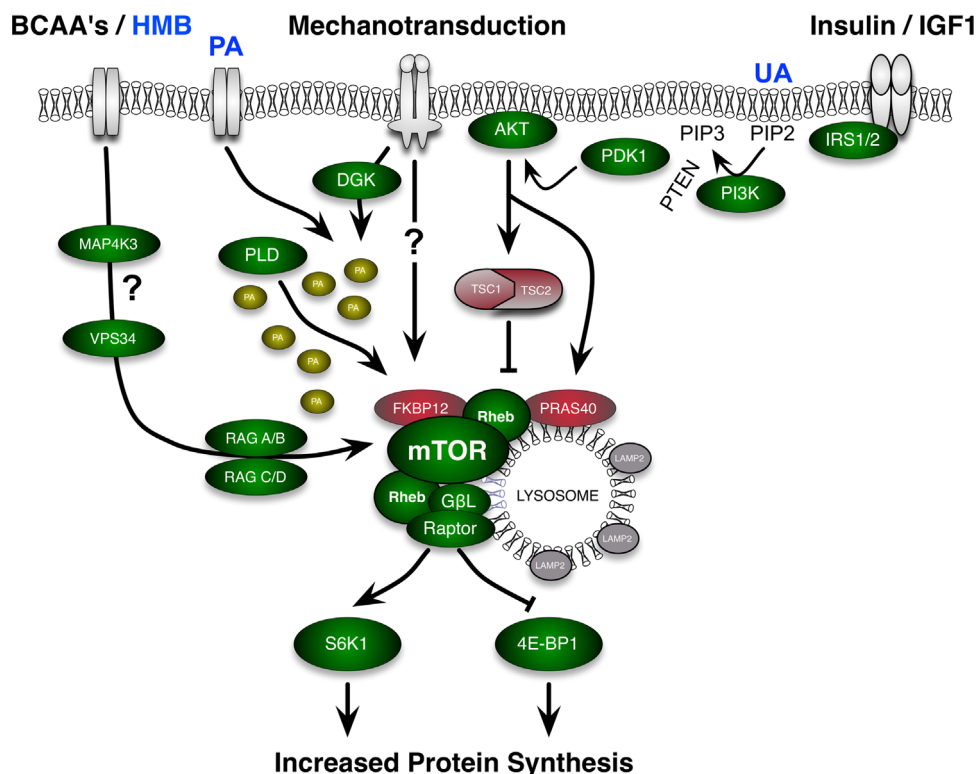 BCAA's / HMB
PA
Mechanotransduction
Insulin / IGF1
UA
AKT
PIP3
PIP2
IRS1/2
PDK1
PTEN
PI3K
DGK
?
MAP4K3
PLD
?
PA
PA
PA
PA
PA
PA
PA
TSC1
TSC2
VPS34
FKBP12
Rheb
PRAS40
RAG A/B
mTOR
LAMP2
RAG C/D
Rheb
GβL
LYSOSOME
Raptor
LAMP2
LAMP2
S6K1
4E-BP1
Increased Protein Synthesis